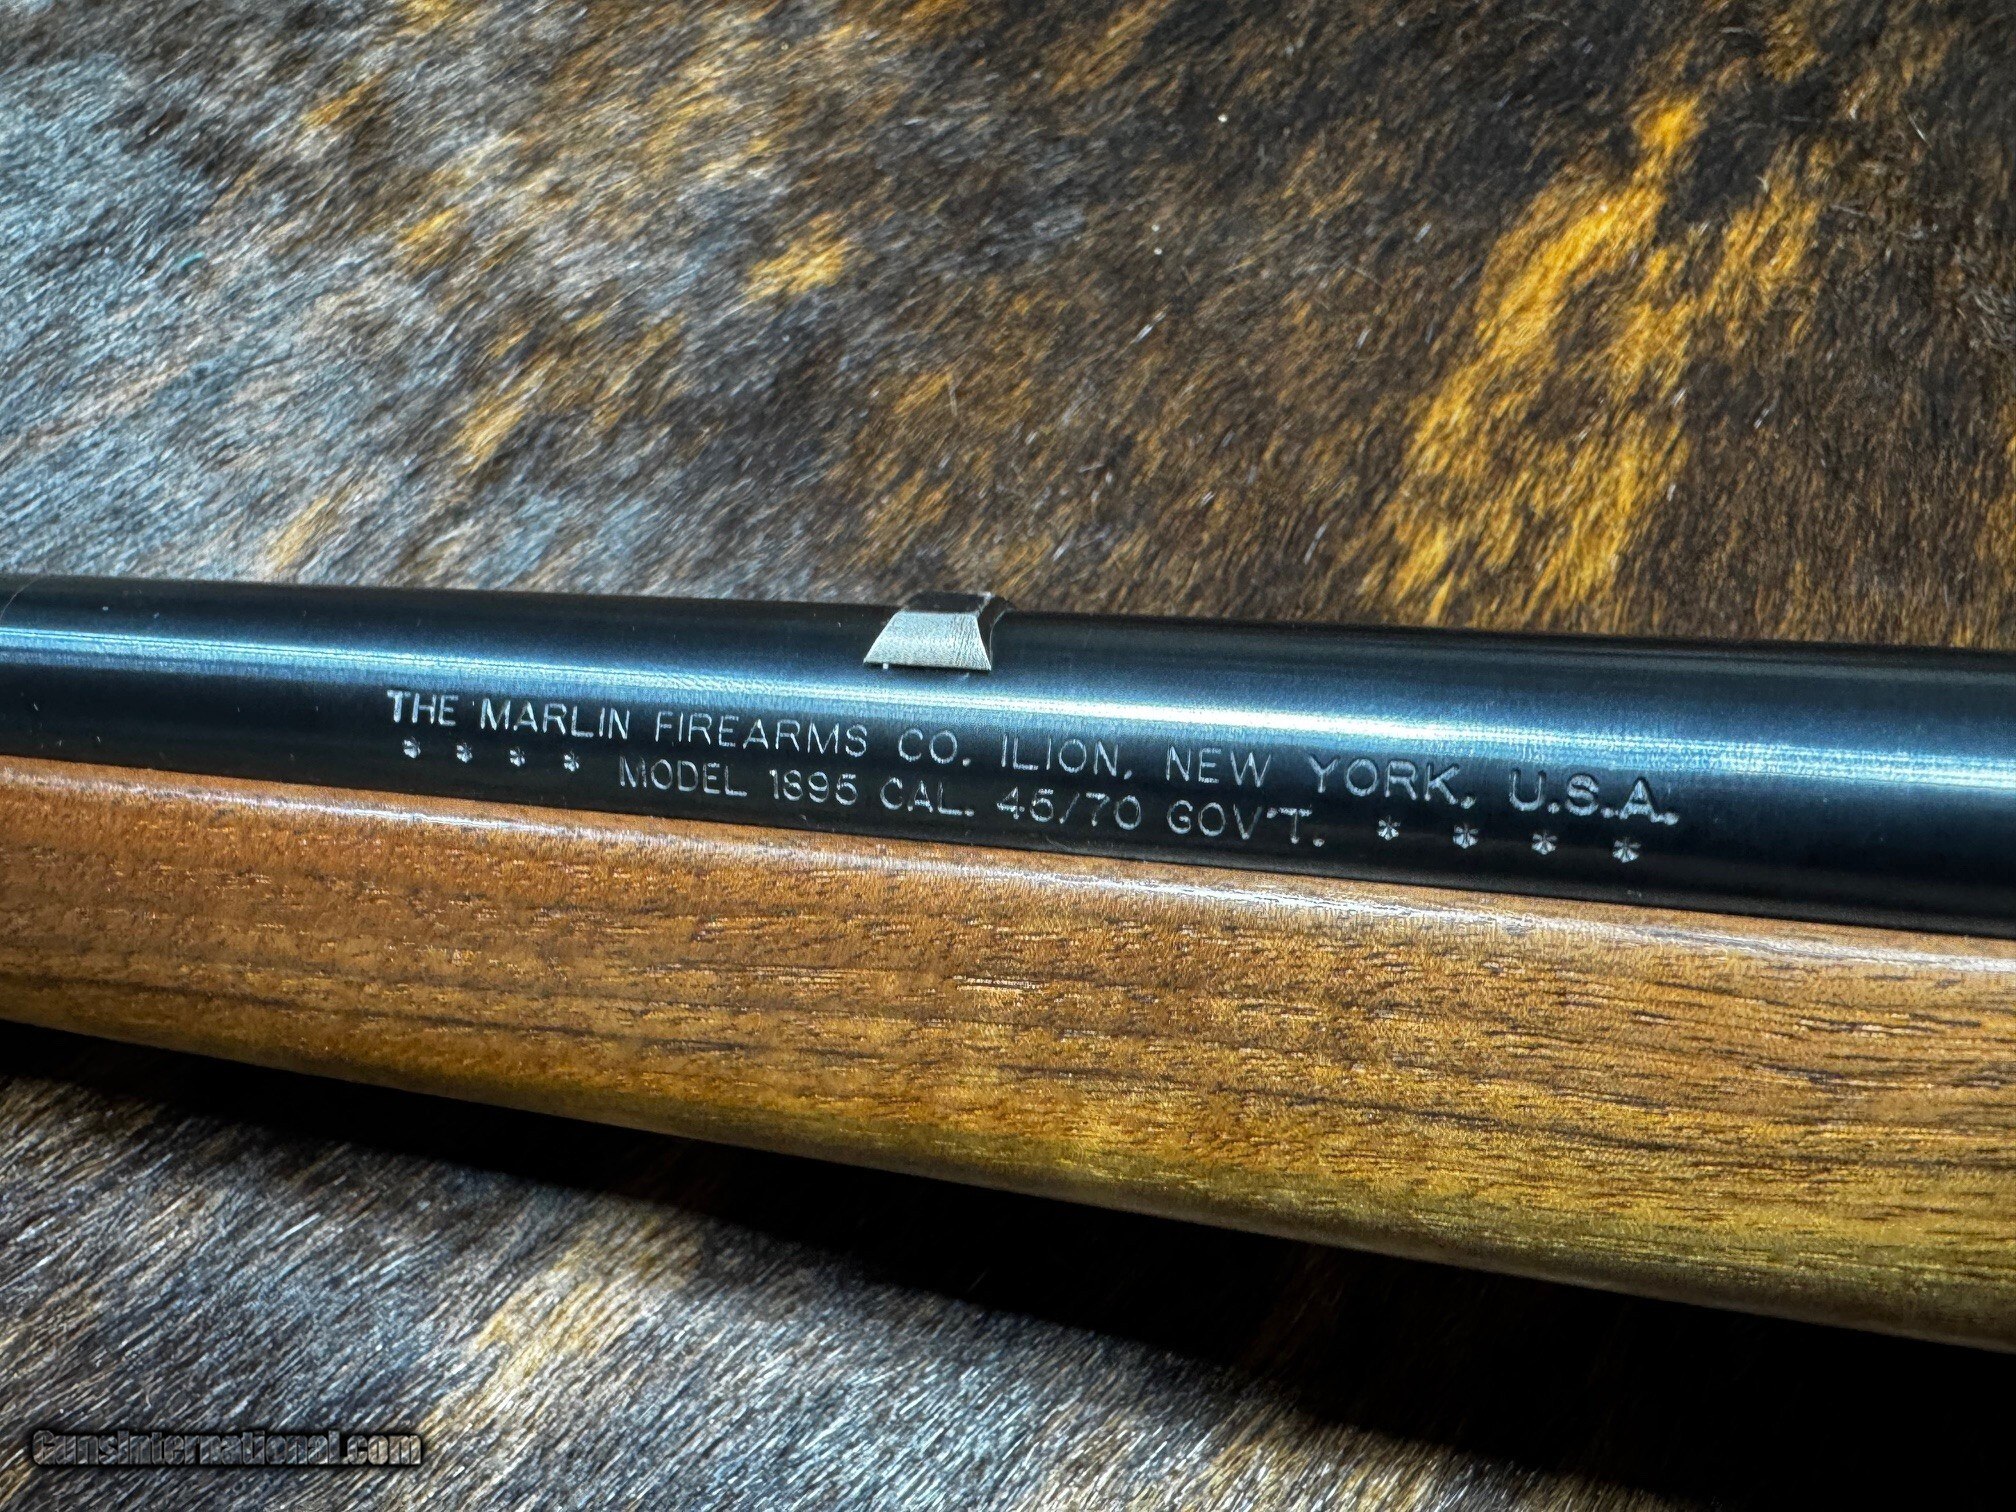 THE MARLIN FIREARMS CO. ILION, NEW YORK, U.S.A.
* * * * MODEL 1895 CAL. 45/70 GOV'T. * * * *
GunsInternational.com